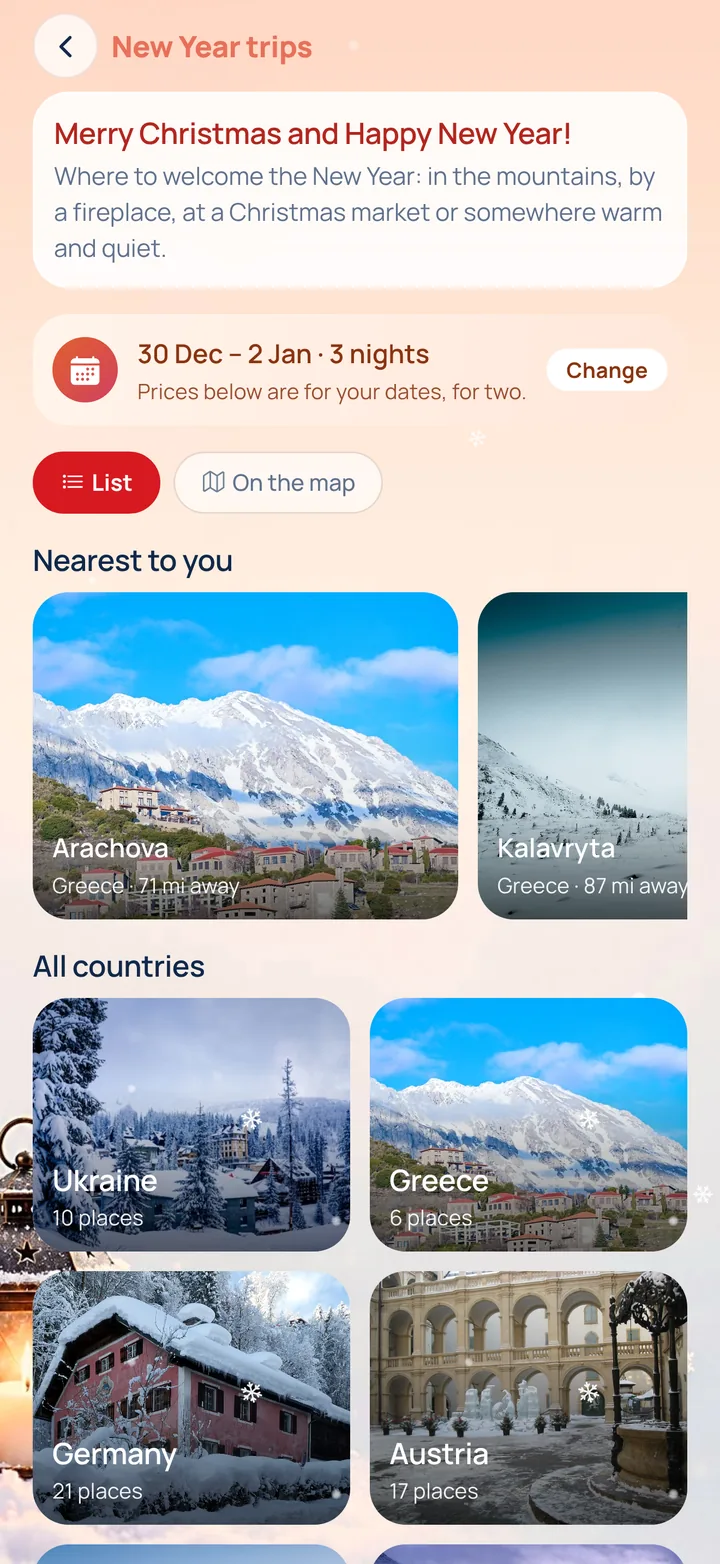 New Year trips
Merry Christmas and Happy New Year!
Where to welcome the New Year: in the mountains, by
a fireplace, at a Christmas market or somewhere warm
and quiet.
30 Dec – 2 Jan · 3 nights
Prices below are for your dates, for two.
Change
List
On the map
Nearest to you
Arachova
Greece · 71 mi away
Kalavryta
Greece · 87 mi away
All countries
Ukraine
10 places
Greece
6 places
Germany
21 places
Austria
17 places